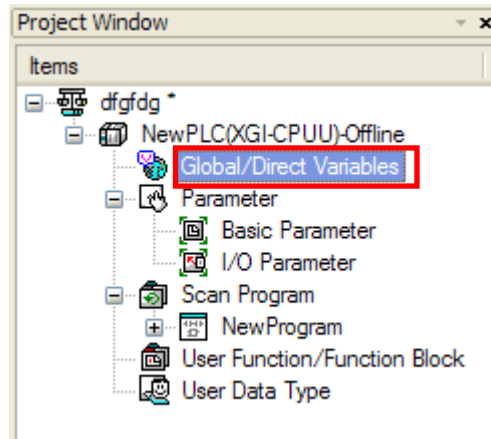 Project Window
Items
dfgfdg *
NewPLC(XGI-CPUU)-Offline
Global/Direct Variables
Parameter
Basic Parameter
I/O Parameter
Scan Program
NewProgram
User Function/Function Block
User Data Type